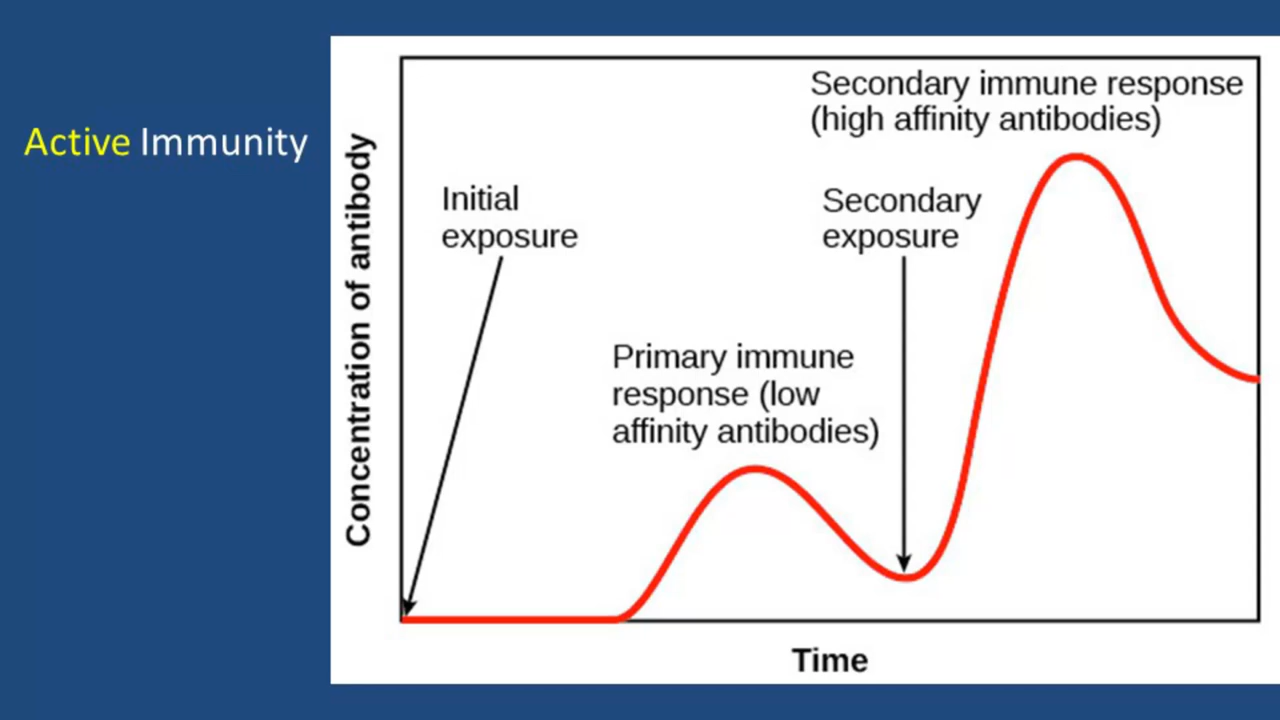 Active Immunity
Concentration of antibody
Initial
exposure
Primary immune
response (low
affinity antibodies)
Secondary
exposure
Secondary immune response
(high affinity antibodies)
Time